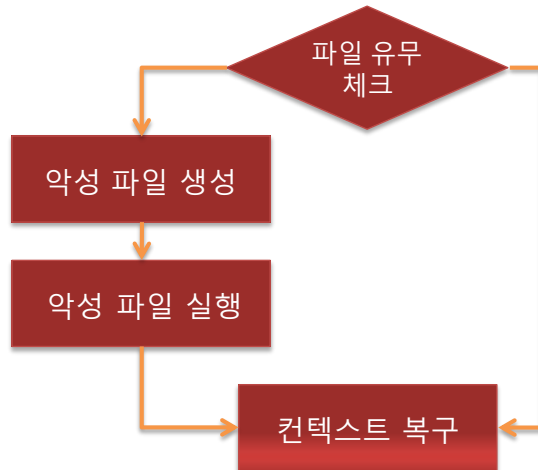 파일 유무
체크
악성 파일 생성
악성 파일 실행
컨텍스트 복구